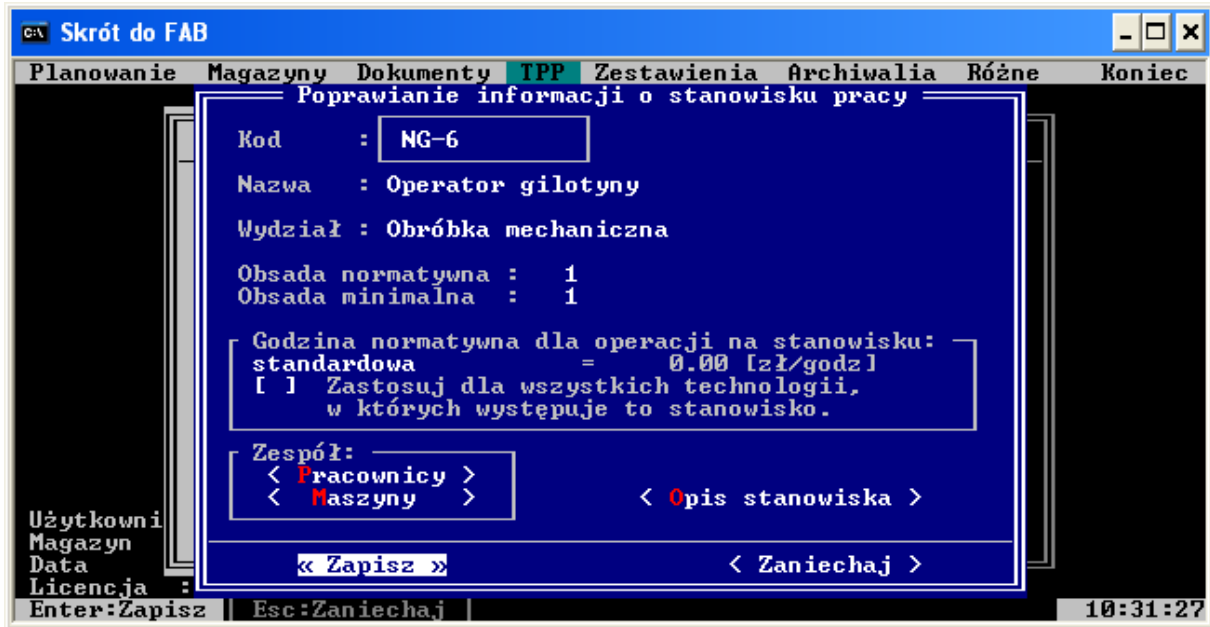 Skrót do FAB
Planowanie Magazyny Dokumenty TPP Zestawienia Archiwalia Różne Koniec
Poprawianie informacji o stanowisku pracy
Kod : NG-6
Nazwa : Operator gilotyny
Wydział : Obróbka mechaniczna
Obsada normatywna : 1
Obsada minimalna : 1
Godzina normatywna dla operacji na stanowisku:
standardowa = 0.00 [zł/godz]
[ ] Zastosuj dla wszystkich technologii,
w których występuje to stanowisko.
Zespół:
< Pracownicy >
< Maszyny > < Opis stanowiska >
Użytkowni
Magazyn
Data « Zapisz » < Zaniechaj >
Licencja :
Enter:Zapisz Esc:Zaniechaj 10:31:27